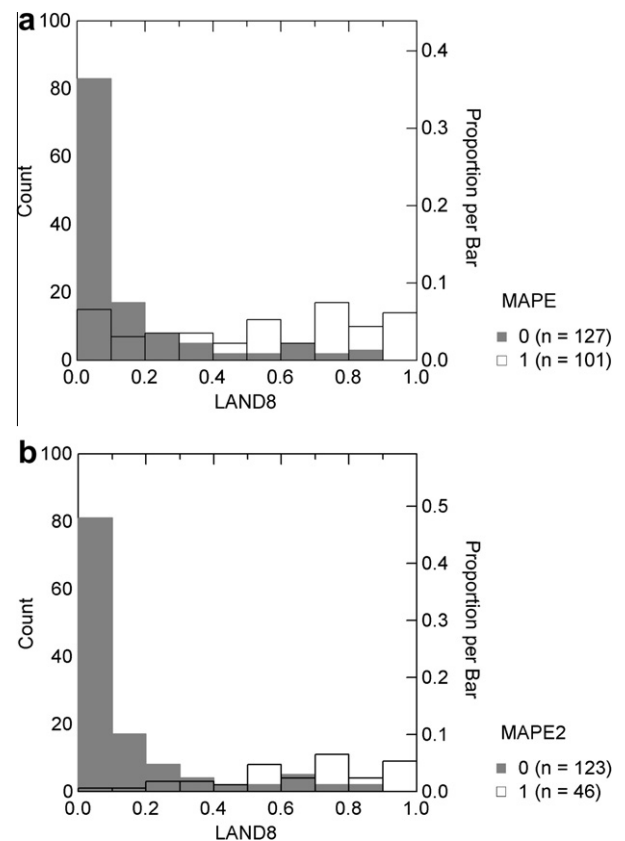 a
100
80
60
40
20
0
Count
0.4
0.3
0.2
0.1
0.0
Proportion per Bar
0.0 0.2 0.4 0.6 0.8 1.0
LAND8
MAPE
0 (n = 127)
1 (n = 101)
b
100
80
60
40
20
0
Count
0.5
0.4
0.3
0.2
0.1
0.0
Proportion per Bar
0.0 0.2 0.4 0.6 0.8 1.0
LAND8
MAPE2
0 (n = 123)
1 (n = 46)